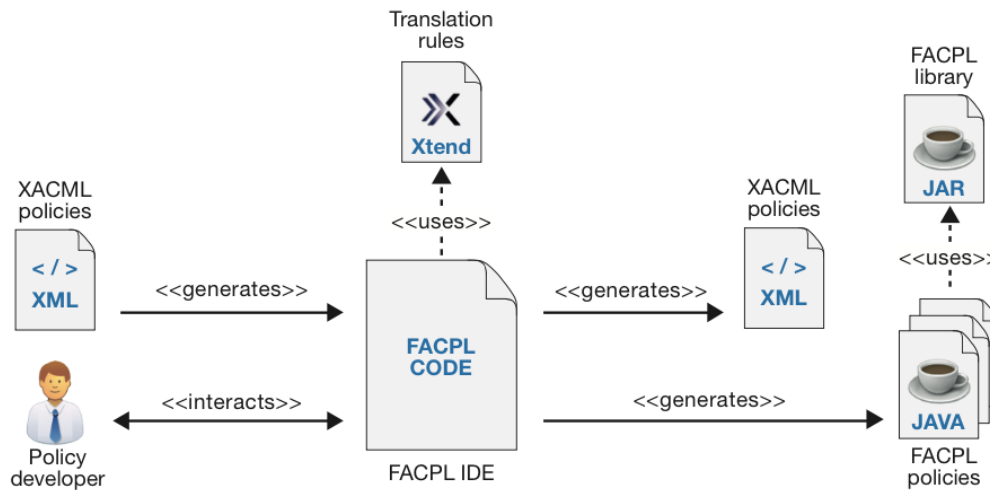 Translation
rules
Xtend
<<uses>>
FACPL
library
JAR
<<uses>>
XACML
policies
< / >
XML
<<generates>>
FACPL
CODE
FACPL IDE
<<generates>>
XACML
policies
< / >
XML
Policy
developer
<<interacts>>
<<generates>>
JAVA
FACPL
policies